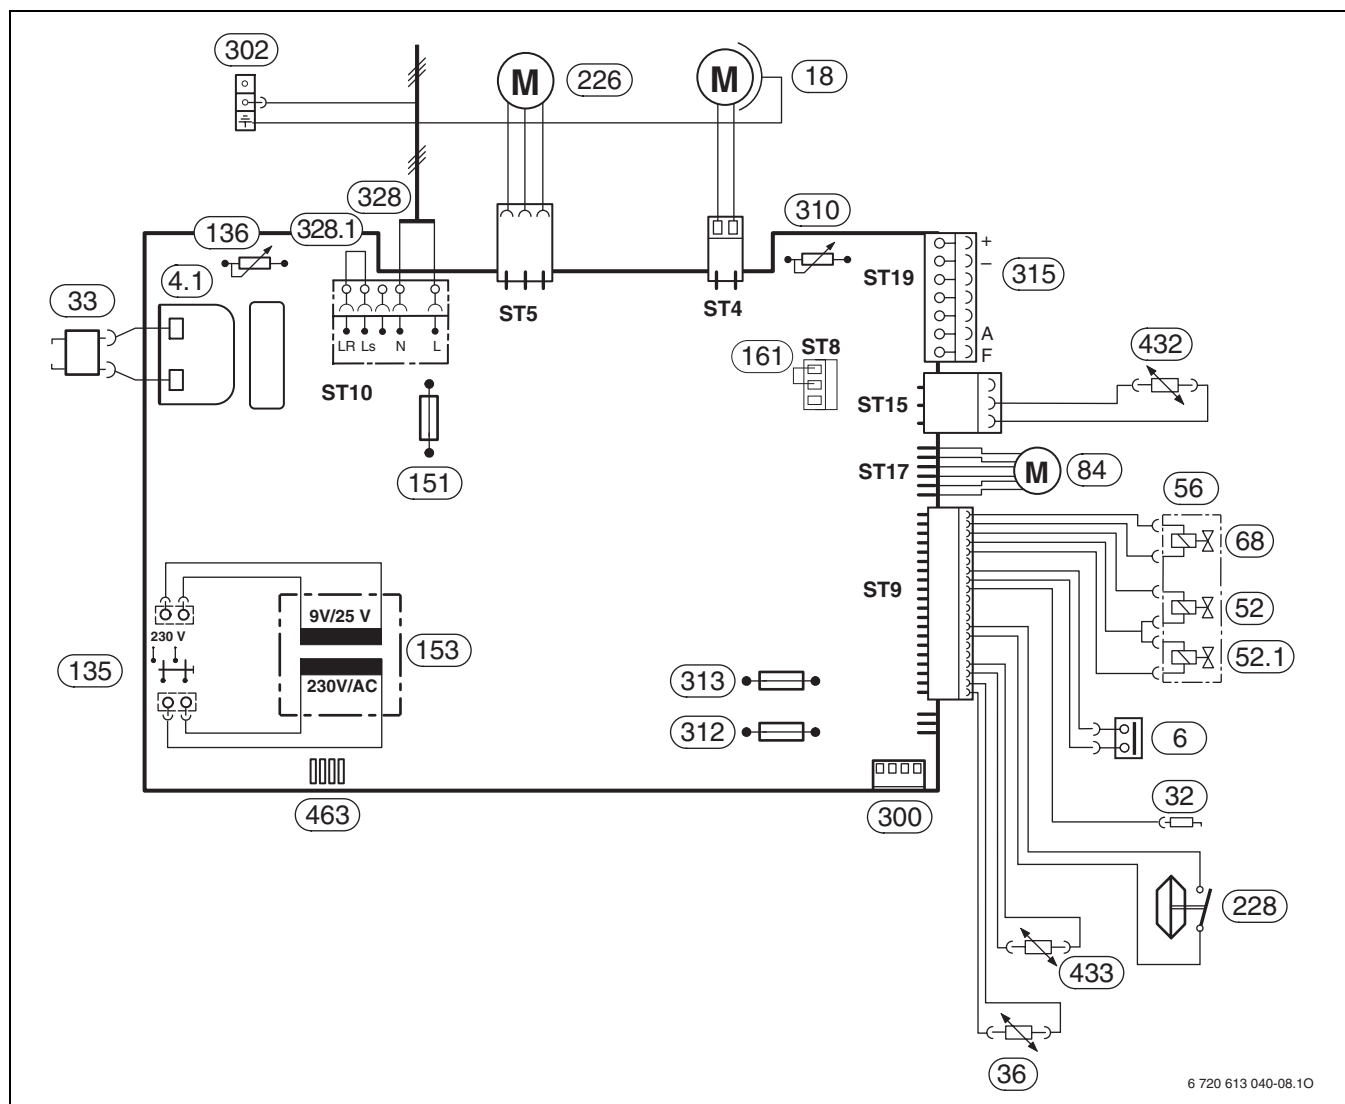 302
M
226
M
18
328
136
328.1
310
+
−
315
ST19
4.1
33
ST5
ST4
A
F
LR Ls N L
ST8
161
432
ST10
ST15
151
ST17
M
84
56
68
ST9
52
52.1
9V/25 V
230 V
153
135
230V/AC
313
312
6
463
300
32
228
433
36
6 720 613 040-08.1O